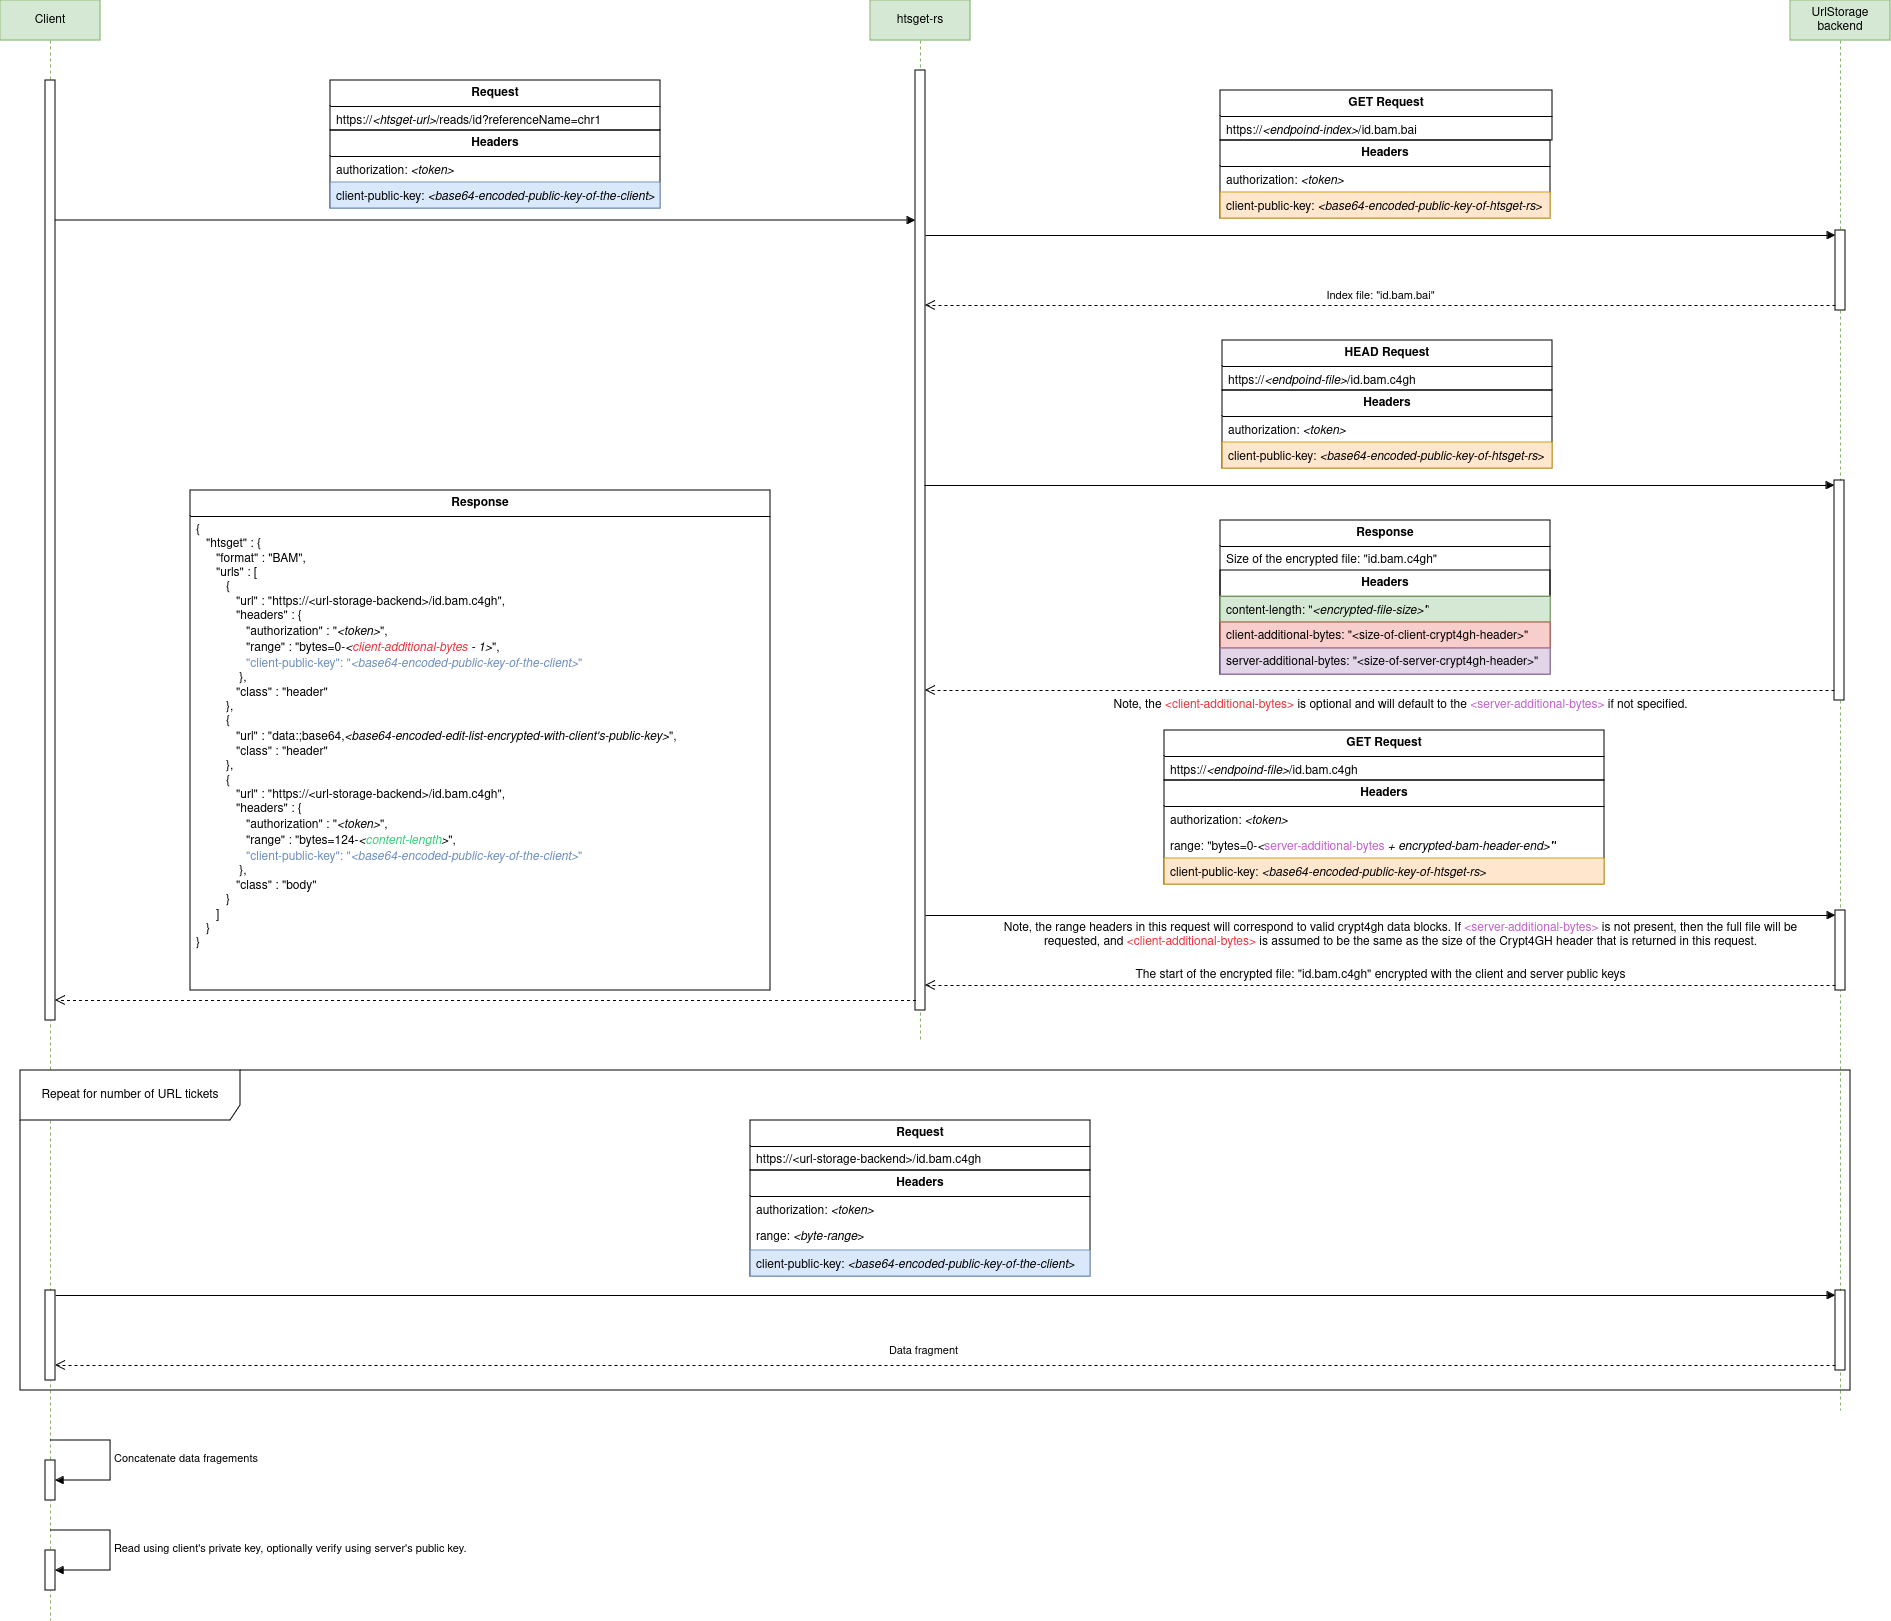 Client
htsget-rs
UrlStorage
backend
Request
https://<htsget-url>/reads/id?referenceName=chr1
Headers
authorization: <token>
client-public-key: <base64-encoded-public-key-of-the-client>
GET Request
https://<endpoind-index>/id.bam.bai
Headers
authorization: <token>
client-public-key: <base64-encoded-public-key-of-htsget-rs>
Index file: "id.bam.bai"
HEAD Request
https://<endpoind-file>/id.bam.c4gh
Headers
authorization: <token>
client-public-key: <base64-encoded-public-key-of-htsget-rs>
Response
Size of the encrypted file: "id.bam.c4gh"
Headers
content-length: "<encrypted-file-size>"
client-additional-bytes: "<size-of-client-crypt4gh-header>"
server-additional-bytes: "<size-of-server-crypt4gh-header>"
Note, the <client-additional-bytes> is optional and will default to the <server-additional-bytes> if not specified.
GET Request
https://<endpoind-file>/id.bam.c4gh
Headers
authorization: <token>
range: "bytes=0-<server-additional-bytes + encrypted-bam-header-end>"
client-public-key: <base64-encoded-public-key-of-htsget-rs>
Note, the range headers in this request will correspond to valid crypt4gh data blocks. If <server-additional-bytes> is not present, then the full file will be
requested, and <client-additional-bytes> is assumed to be the same as the size of the Crypt4GH header that is returned in this request.
The start of the encrypted file: "id.bam.c4gh" encrypted with the client and server public keys
Response
{
"htsget" : {
"format" : "BAM",
"urls" : [
{
"url" : "https://<url-storage-backend>/id.bam.c4gh",
"headers" : {
"authorization" : "<token>",
"range" : "bytes=0-<client-additional-bytes - 1>",
"client-public-key": "<base64-encoded-public-key-of-the-client>"
},
"class" : "header"
},
{
"url" : "data:;base64,<base64-encoded-edit-list-encrypted-with-client's-public-key>",
"class" : "header"
},
{
"url" : "https://<url-storage-backend>/id.bam.c4gh",
"headers" : {
"authorization" : "<token>",
"range" : "bytes=124-<content-length>",
"client-public-key": "<base64-encoded-public-key-of-the-client>"
},
"class" : "body"
}
]
}
}
Repeat for number of URL tickets
Request
https://<url-storage-backend>/id.bam.c4gh
Headers
authorization: <token>
range: <byte-range>
client-public-key: <base64-encoded-public-key-of-the-client>
Data fragment
Concatenate data fragements
Read using client's private key, optionally verify using server's public key.